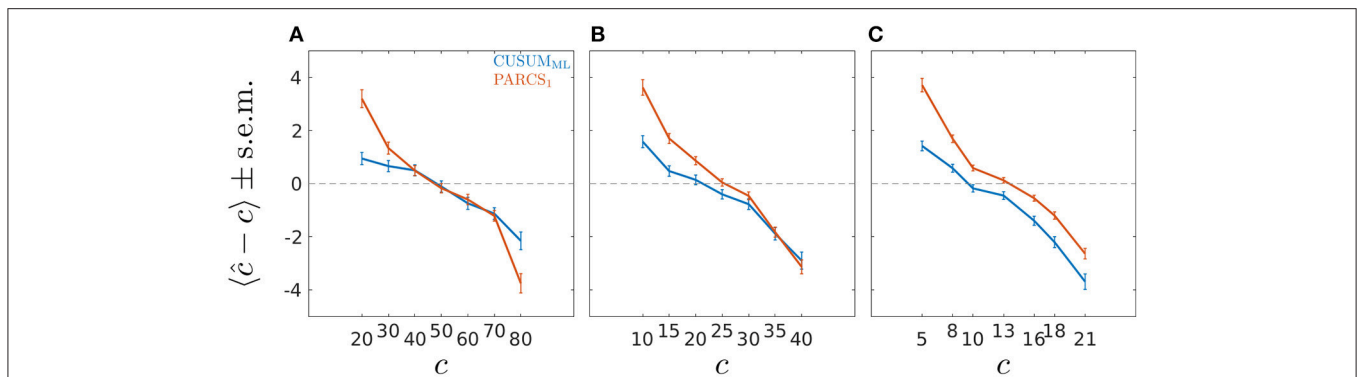 A
B
C
CUSUM_ML
PARCS_1
⟨ĉ − c⟩ ± s.e.m.
4
2
0
-2
-4
20 30 40 50 60 70 80
10 15 20 25 30 35 40
5 8 10 13 16 18 21
c
c
c